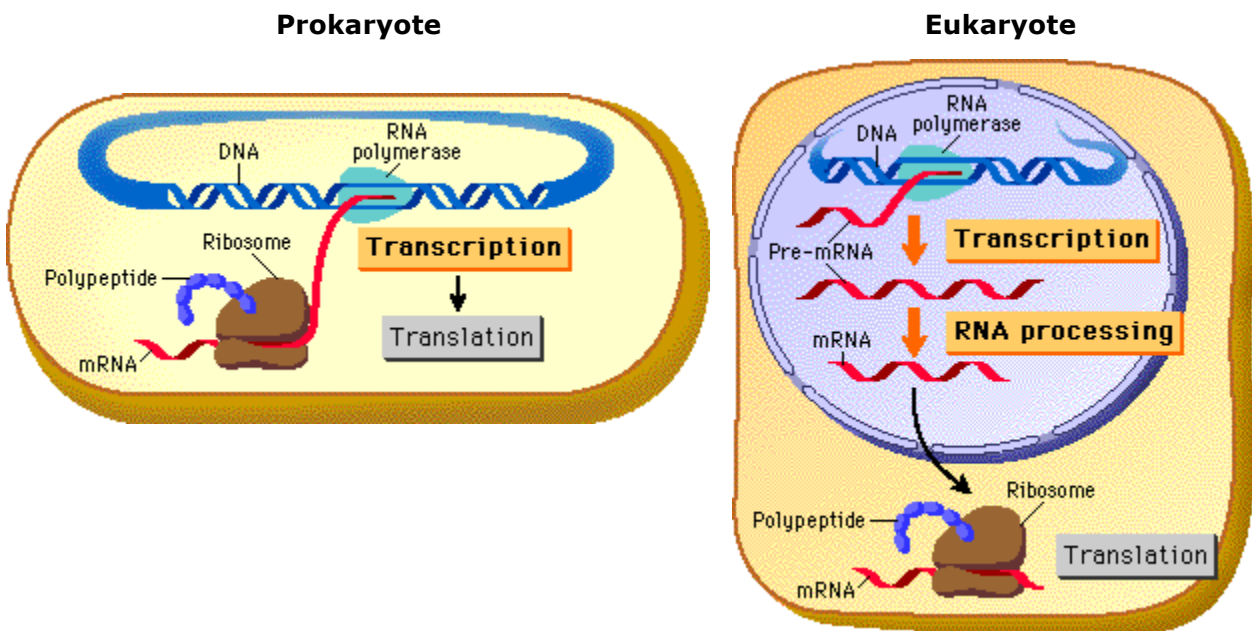 Prokaryote
DNA
RNA
polymerase
Ribosome
Transcription
Polypeptide
Translation
mRNA
Eukaryote
RNA
polymerase
DNA
Transcription
Pre-mRNA
RNA processing
mRNA
Ribosome
Polypeptide
Translation
mRNA